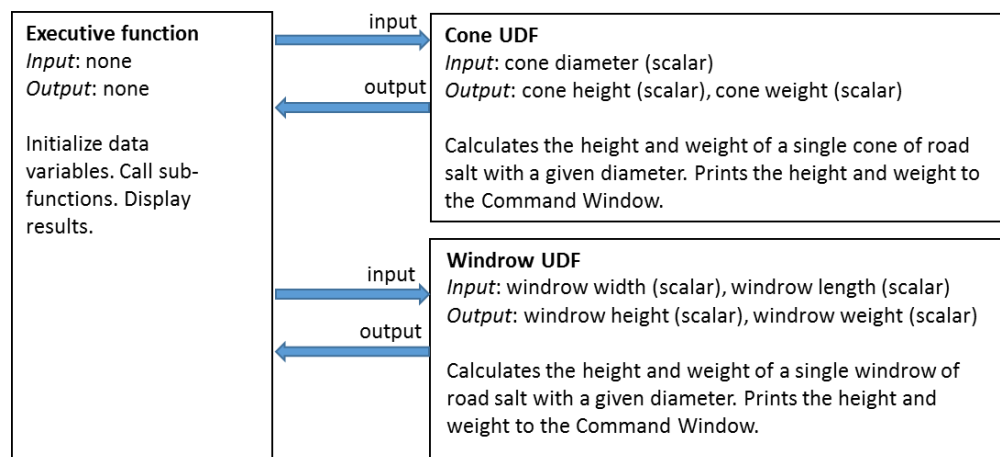 Executive function
Input: none
Output: none
Initialize data
variables. Call sub-
functions. Display
results.
input
output
Cone UDF
Input: cone diameter (scalar)
Output: cone height (scalar), cone weight (scalar)
Calculates the height and weight of a single cone of road
salt with a given diameter. Prints the height and weight to
the Command Window.
input
output
Windrow UDF
Input: windrow width (scalar), windrow length (scalar)
Output: windrow height (scalar), windrow weight (scalar)
Calculates the height and weight of a single windrow of
road salt with a given diameter. Prints the height and
weight to the Command Window.